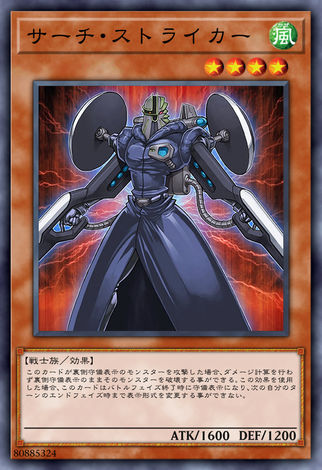 サーチ・ストライカー
風
【戦士族／効果】
このカードが裏側守備表示のモンスターを攻撃した場合、ダメージ計算を行わ
ず裏側守備表示のままそのモンスターを破壊する事ができる。この効果を使用
した場合、このカードはバトルフェイズ終了時に守備表示になり、次の自分のタ
ーンのエンドフェイズ時まで表示形式を変更する事ができない。
ATK/1600 DEF/1200
80885324